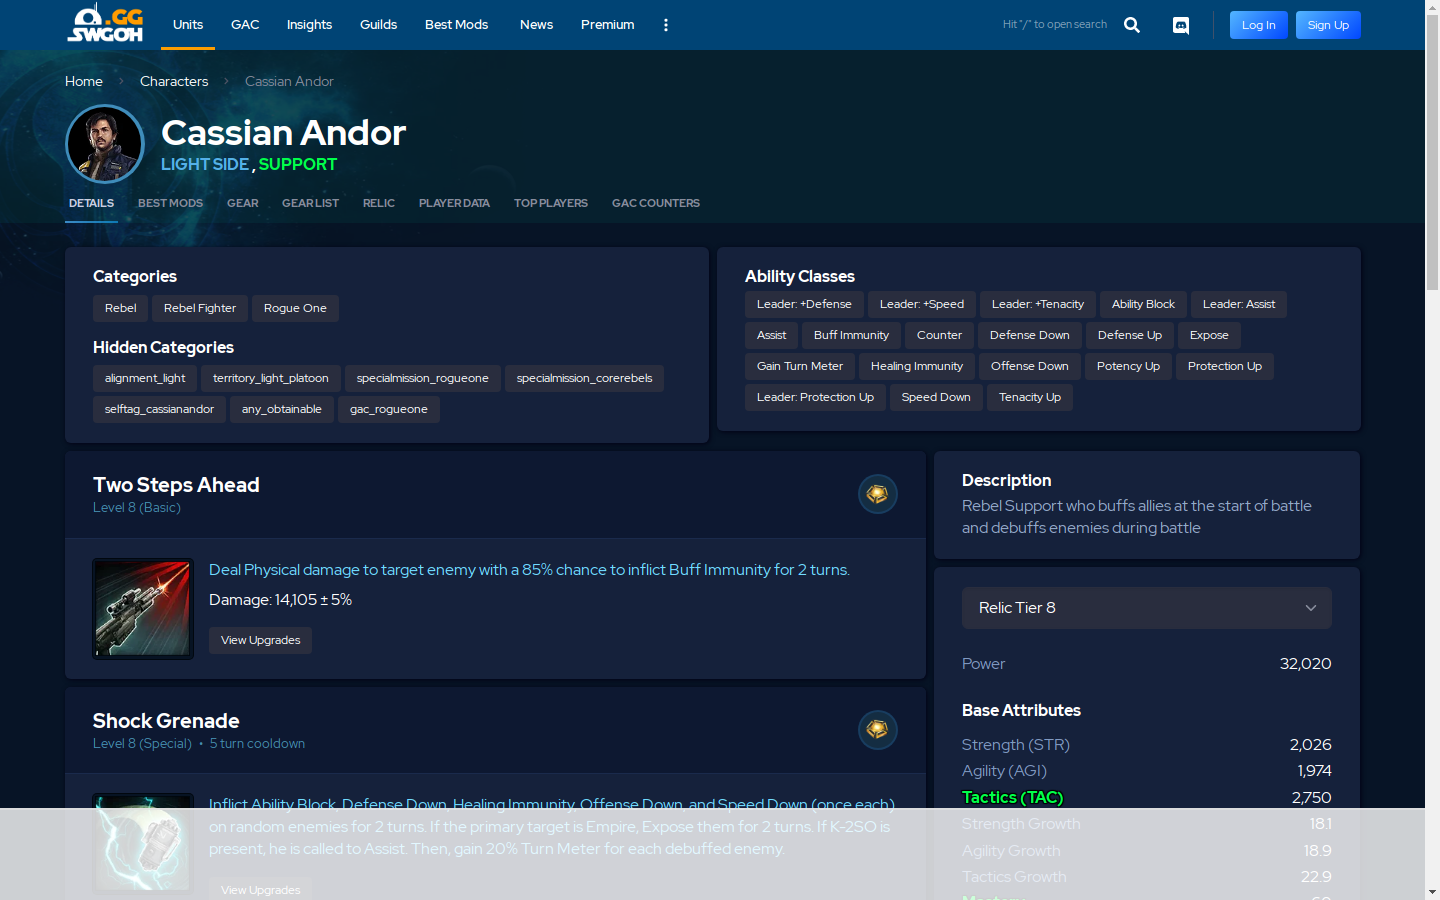 .GG
SWGOH
Units
GAC
Insights
Guilds
Best Mods
News
Premium
Hit "/" to open search
Log In
Sign Up
Home
Characters
Cassian Andor
Cassian Andor
LIGHT SIDE , SUPPORT
DETAILS
BEST MODS
GEAR
GEAR LIST
RELIC
PLAYER DATA
TOP PLAYERS
GAC COUNTERS
Categories
Rebel
Rebel Fighter
Rogue One
Hidden Categories
alignment_light
territory_light_platoon
specialmission_rogueone
specialmission_corerebels
selftag_cassianandor
any_obtainable
gac_rogueone
Ability Classes
Leader: +Defense
Leader: +Speed
Leader: +Tenacity
Ability Block
Leader: Assist
Assist
Buff Immunity
Counter
Defense Down
Defense Up
Expose
Gain Turn Meter
Healing Immunity
Offense Down
Potency Up
Protection Up
Leader: Protection Up
Speed Down
Tenacity Up
Two Steps Ahead
Level 8 (Basic)
Deal Physical damage to target enemy with a 85% chance to inflict Buff Immunity for 2 turns.
Damage: 14,105 ± 5%
View Upgrades
Shock Grenade
Level 8 (Special) • 5 turn cooldown
Inflict Ability Block, Defense Down, Healing Immunity, Offense Down, and Speed Down (once each)
on random enemies for 2 turns. If the primary target is Empire, Expose them for 2 turns. If K-2SO is
present, he is called to Assist. Then, gain 20% Turn Meter for each debuffed enemy.
View Upgrades
Description
Rebel Support who buffs allies at the start of battle
and debuffs enemies during battle
Relic Tier 8
Power 32,020
Base Attributes
Strength (STR) 2,026
Agility (AGI) 1,974
Tactics (TAC) 2,750
Strength Growth 18.1
Agility Growth 18.9
Tactics Growth 22.9